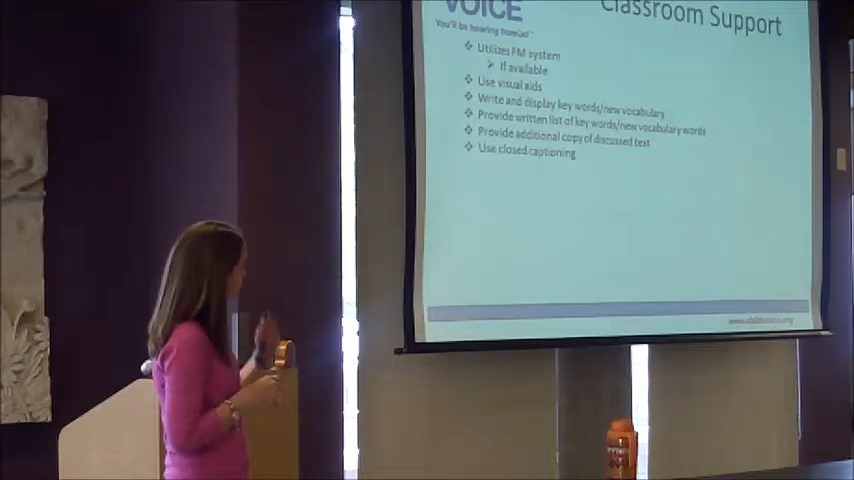 VOICE
Classroom Support
You'll be hearing from us!
Utilizes FM system
If available
Use visual aids
Write and display key words/new vocabulary
Provide written list of key words/new vocabulary words
Provide additional copy of discussed text
Use closed captioning